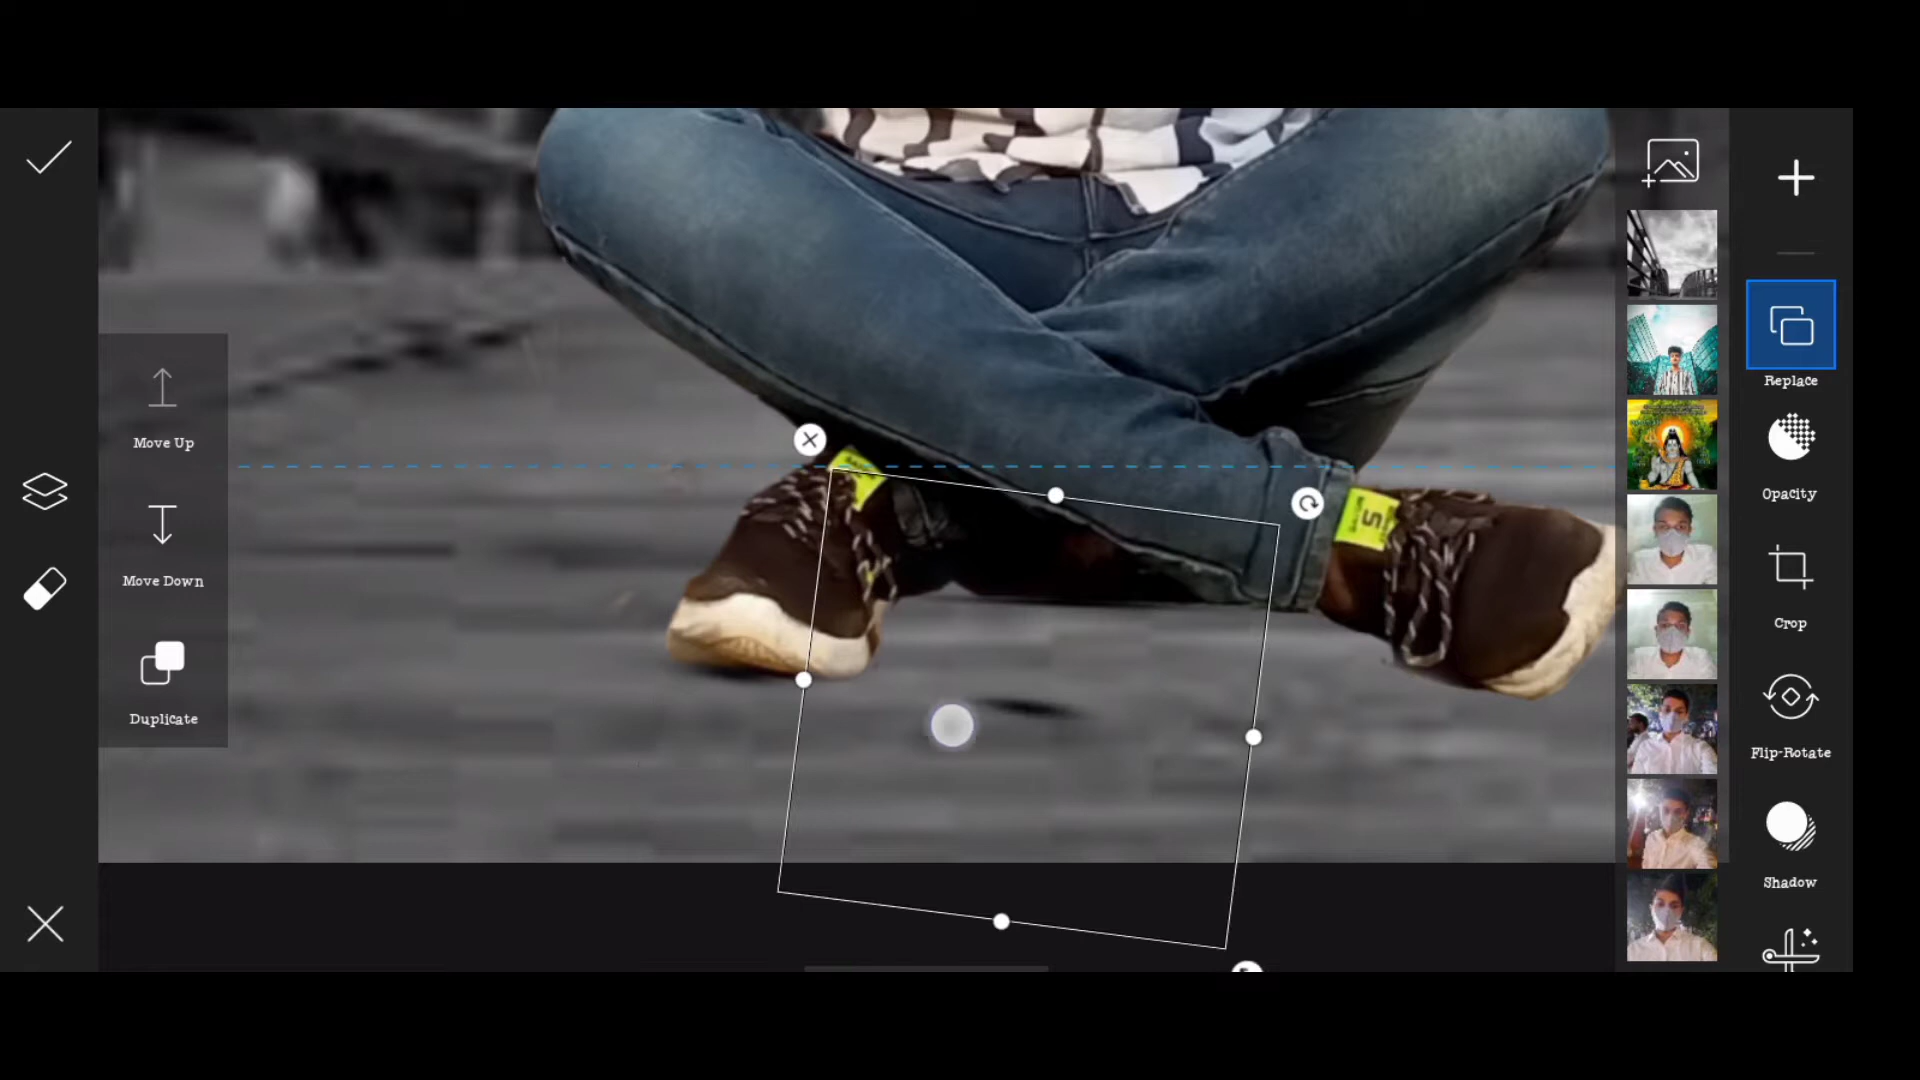 Move Up
Move Down
Duplicate
S
Replace
Opacity
Crop
Flip-Rotate
Shadow